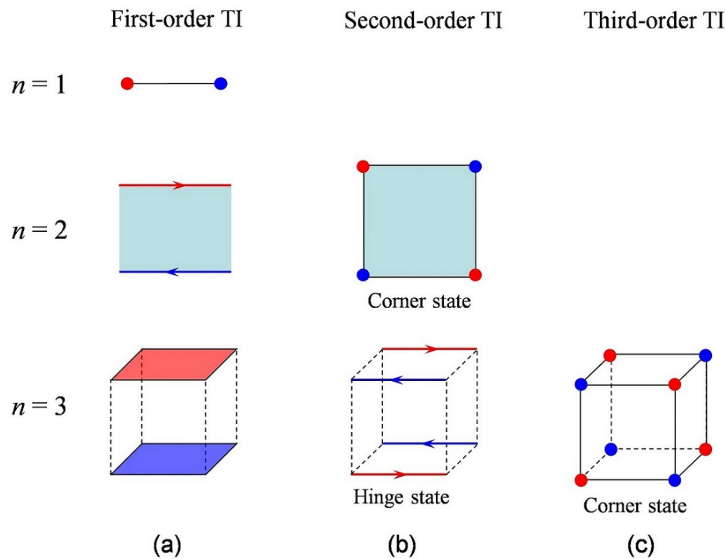 First-order TI
Second-order TI
Third-order TI
n = 1
n = 2
Corner state
n = 3
Hinge state
Corner state
(a)
(b)
(c)